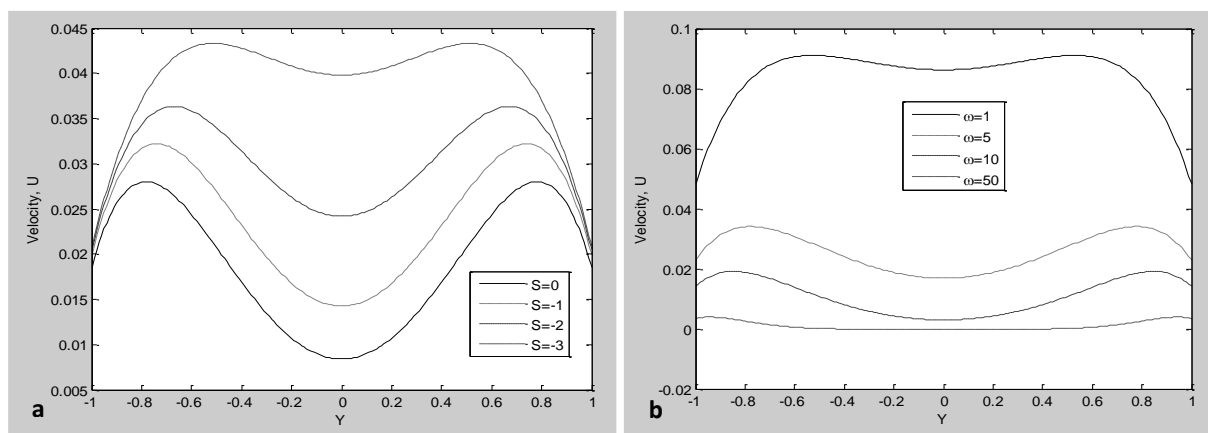 0.045
0.04
0.035
0.03
0.025
0.02
0.015
0.01
0.005
Velocity, U
-1 -0.8 -0.6 -0.4 -0.2 0 0.2 0.4 0.6 0.8 1
Y
S=0
S=-1
S=-2
S=-3
a
0.1
0.08
0.06
0.04
0.02
0
-0.02
Velocity, U
-1 -0.8 -0.6 -0.4 -0.2 0 0.2 0.4 0.6 0.8 1
Y
ω=1
ω=5
ω=10
ω=50
b